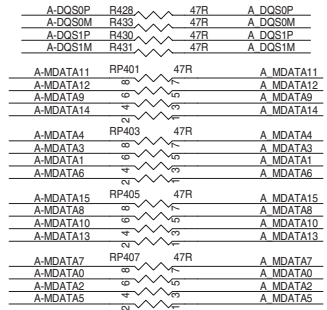 A-DQS0P R428 47R A_DQS0P
A-DQS0M R433 47R A_DQS0M
A-DQS1P R430 47R A_DQS1P
A-DQS1M R431 47R A_DQS1M
A-MDATA11 RP401 47R A_MDATA11
A-MDATA12 8 7 A_MDATA12
A-MDATA9 6 5 A_MDATA9
A-MDATA14 4 3 A_MDATA14
2 1
A-MDATA4 RP403 47R A_MDATA4
A-MDATA3 8 7 A_MDATA3
A-MDATA1 6 5 A_MDATA1
A-MDATA6 4 3 A_MDATA6
2 1
A-MDATA15 RP405 47R A_MDATA15
A-MDATA8 8 7 A_MDATA8
A-MDATA10 6 5 A_MDATA10
A-MDATA13 4 3 A_MDATA13
2 1
A-MDATA7 RP407 47R A_MDATA7
A-MDATA0 8 7 A_MDATA0
A-MDATA2 6 5 A_MDATA2
A-MDATA5 4 3 A_MDATA5
2 1